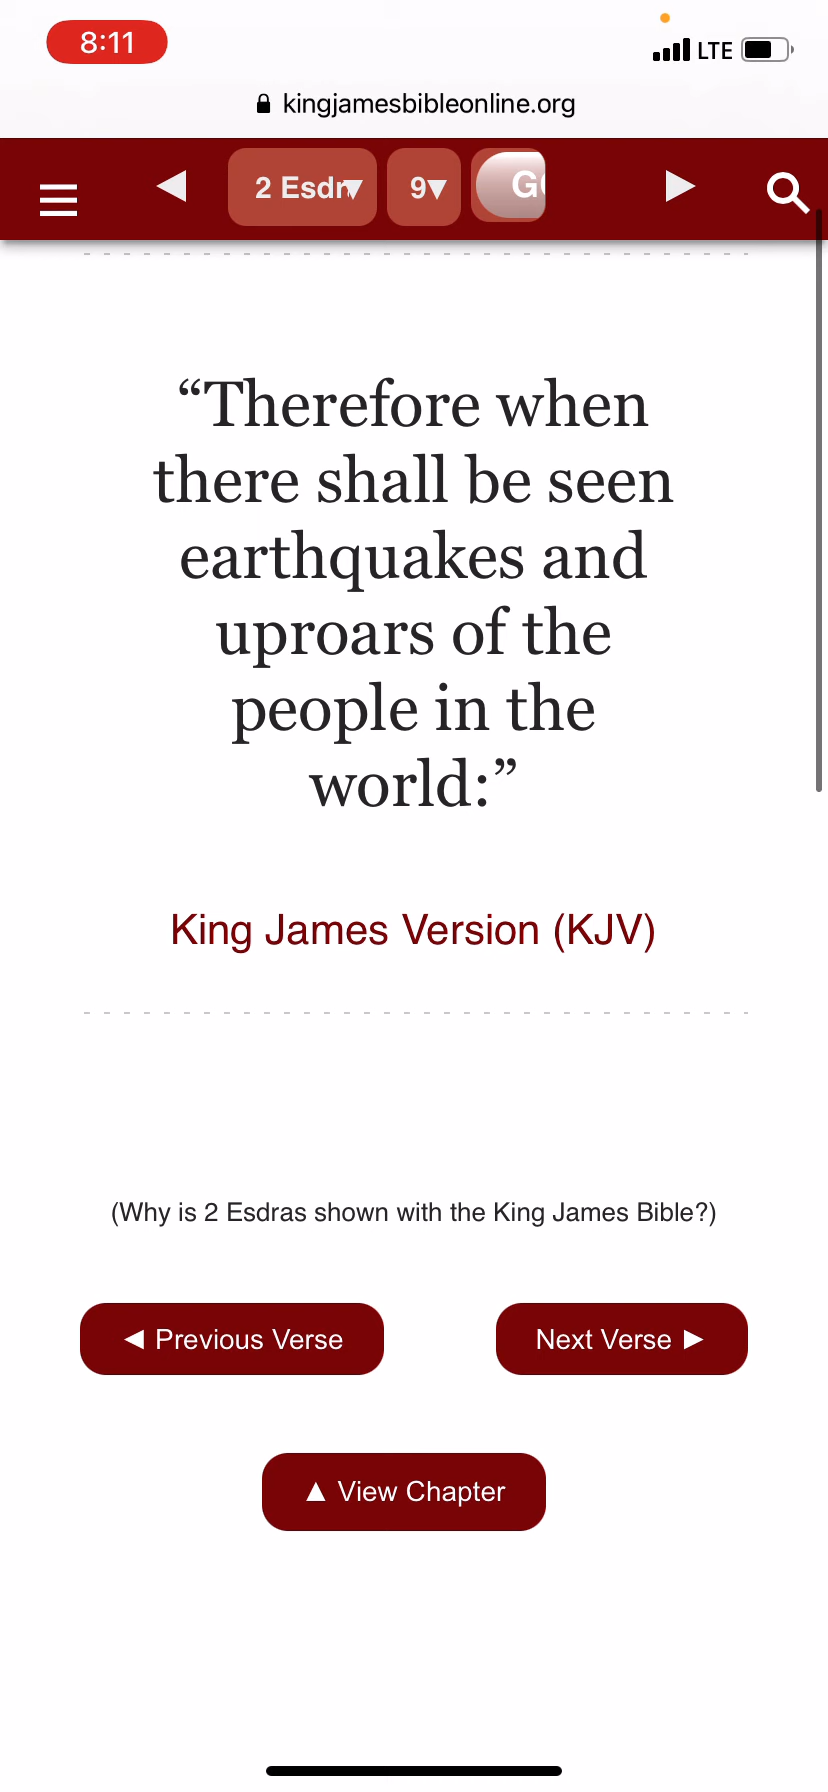 8:11
LTE
kingjamesbibleonline.org
2 Esdr
9
“Therefore when
there shall be seen
earthquakes and
uproars of the
people in the
world:”
King James Version (KJV)
(Why is 2 Esdras shown with the King James Bible?)
Previous Verse
Next Verse
View Chapter